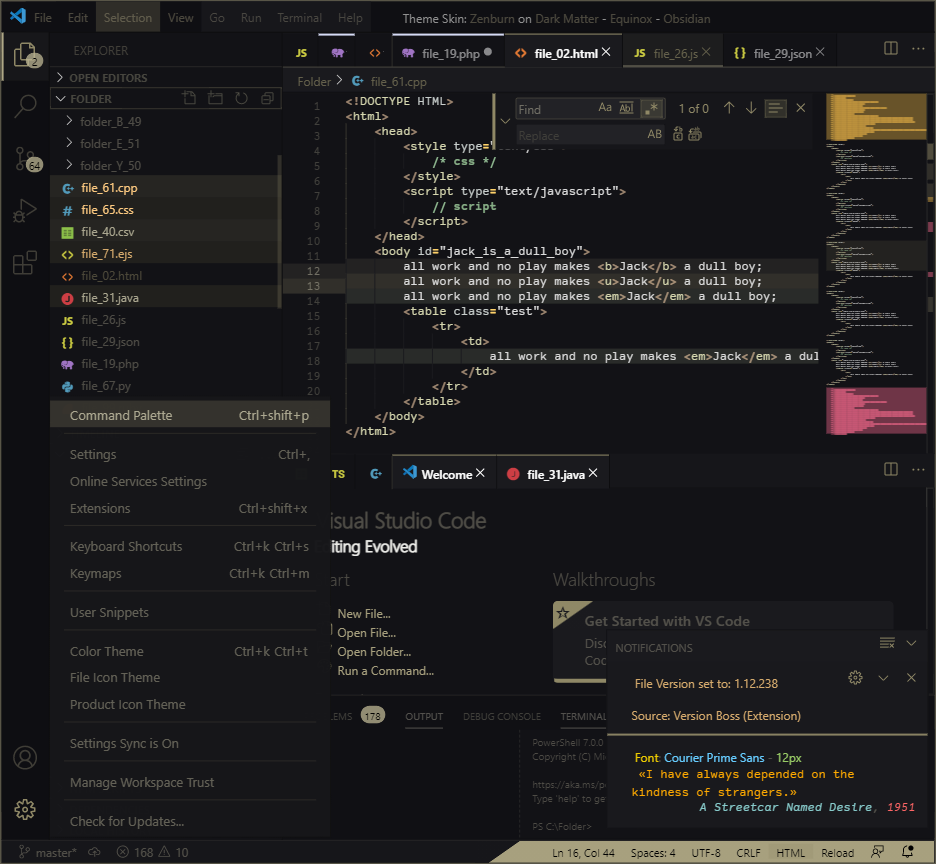 File Edit Selection View Go Run Terminal Help Theme Skin: Zenburn on Dark Matter - Equinox - Obsidian
EXPLORER
2
JS file_19.php file_02.html JS file_26.js file_29.json
OPEN EDITORS
Folder file_61.cpp
FOLDER
folder_B_49
folder_E_51
folder_Y_50
file_61.cpp
file_65.css
file_40.csv
file_71.ejs
file_02.html
file_31.java
JS file_26.js
{} file_29.json
file_19.php
file_67.py
64
Find Aa Ab .* 1 of 0
Replace AB
1 <!DOCTYPE HTML>
2 <html>
3 <head>
4 <style type=
5 /* css */
6 </style>
7 <script type="text/javascript">
8 // script
9 </script>
10 </head>
11 <body id="jack_is_a_dull_boy">
12 all work and no play makes <b>Jack</b> a dull boy;
13 all work and no play makes <u>Jack</u> a dull boy;
14 all work and no play makes <em>Jack</em> a dull boy;
15 <table class="test">
16 <tr>
17 <td>
18 all work and no play makes <em>Jack</em> a dul
19 </td>
20 </tr>
</table>
</body>
</html>
Command Palette Ctrl+shift+p
Settings Ctrl+,
Online Services Settings
Extensions Ctrl+shift+x
Keyboard Shortcuts Ctrl+k Ctrl+s
Keymaps Ctrl+k Ctrl+m
User Snippets
Color Theme Ctrl+k Ctrl+t
File Icon Theme
Product Icon Theme
Settings Sync is On
Manage Workspace Trust
Check for Updates...
TS Welcome file_31.java
isual Studio Code
iting Evolved
art
New File...
Open File...
Open Folder...
Run a Command...
Walkthroughs
Get Started with VS Code
Disc
Coc
LEMS 178 OUTPUT DEBUG CONSOLE TERMINAL
PowerShell 7.0.0
Copyright (C) Mi
https://aka.ms/p
Type 'help' to ge
PS C:\Folder>
NOTIFICATIONS
File Version set to: 1.12.238
Source: Version Boss (Extension)
Font: Courier Prime Sans - 12px
«I have always depended on the
kindness of strangers.»
A Streetcar Named Desire, 1951
master* 168 10 Ln 16, Col 44 Spaces: 4 UTF-8 CRLF HTML Reload